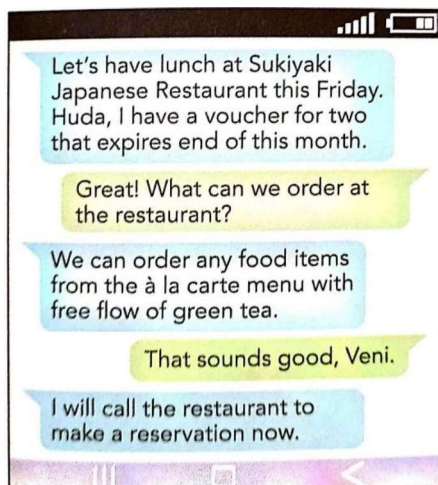 Let's have lunch at Sukiyaki
Japanese Restaurant this Friday.
Huda, I have a voucher for two
that expires end of this month.
Great! What can we order at
the restaurant?
We can order any food items
from the à la carte menu with
free flow of green tea.
That sounds good, Veni.
I will call the restaurant to
make a reservation now.